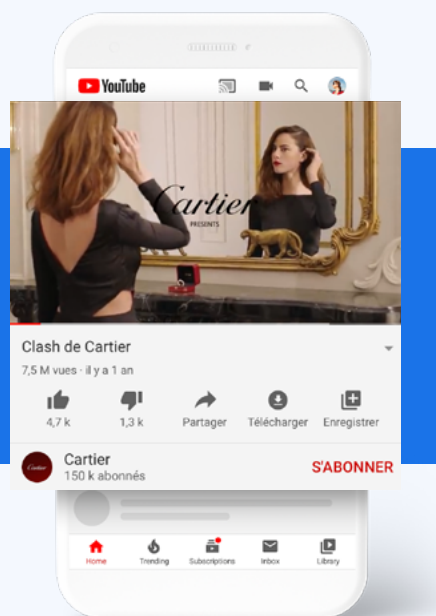 YouTube
Cartier
PRESENTS
Clash de Cartier
7,5 M vues · il y a 1 an
4,7 k
1,3 k
Partager
Télécharger
Enregistrer
Cartier
Cartier
150 k abonnés
S'ABONNER
Home
Trending
Subscriptions
Inbox
Library